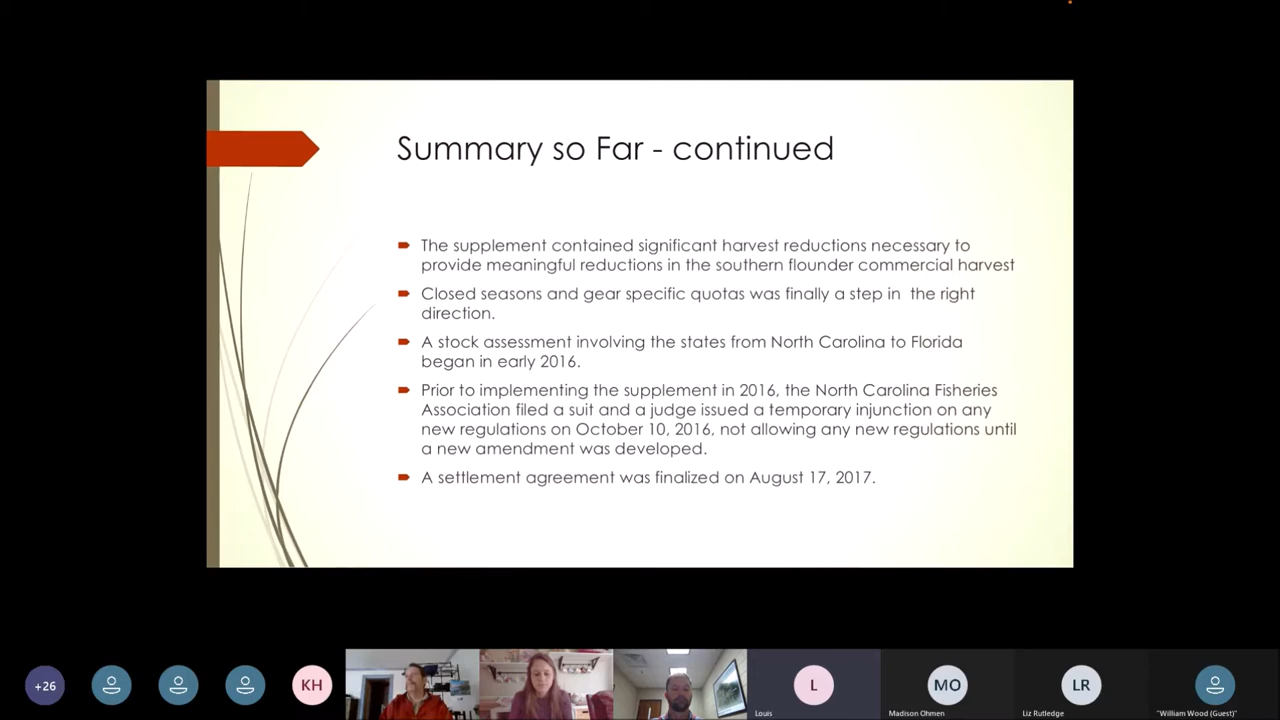 Summary so Far - continued
The supplement contained significant harvest reductions necessary to
provide meaningful reductions in the southern flounder commercial harvest
Closed seasons and gear specific quotas was finally a step in the right
direction.
A stock assessment involving the states from North Carolina to Florida
began in early 2016.
Prior to implementing the supplement in 2016, the North Carolina Fisheries
Association filed a suit and a judge issued a temporary injunction on any
new regulations on October 10, 2016, not allowing any new regulations until
a new amendment was developed.
A settlement agreement was finalized on August 17, 2017.
+26
KH
L
MO
LR
Louis
Madison Ohmen
Liz Rutledge
"William Wood (Guest)"